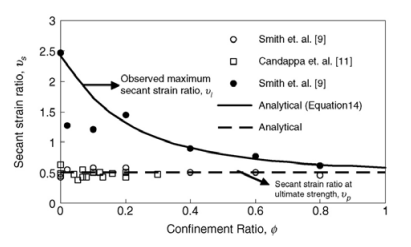 3
2.5
2
1.5
1
0.5
0
0
0.2
0.4
0.6
0.8
1
Secant strain ratio, υs
Confinement Ratio, ϕ
Observed maximum
secant strain ratio, υl
Smith et. al. [9]
Candappa et. al. [11]
Smith et. al. [9]
Analytical (Equation14)
Analytical
Secant strain ratio at
ultimate strength, υp